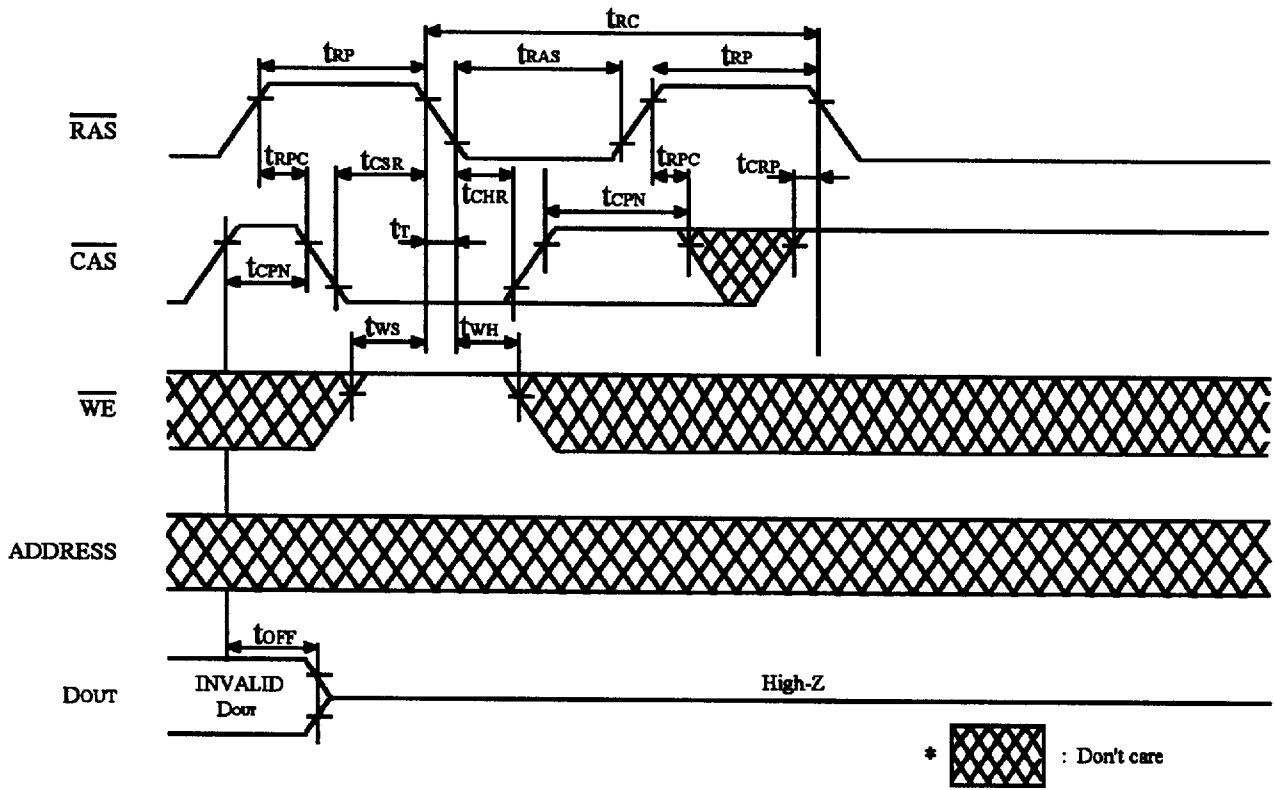 tRC
tRP
tRAS
tRP
RAS
tRPC
tCSR
tCHR
tRPC
tCRP
tCPN
tT
CAS
tCPN
tWS
tWH
WE
ADDRESS
tOFF
DOUT
INVALID
DOUT
High-Z
* : Don't care